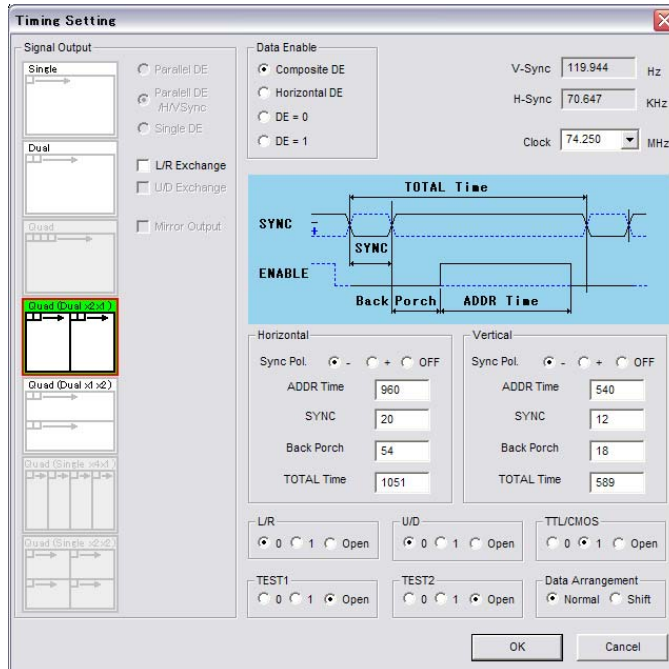 Timing Setting
Signal Output
Single
Dual
Quad
Quad (Dual x2x1)
Quad (Dual x1x2)
Quad (Single x4x1)
Quad (Single x2x2)
Parallel DE
Paralell DE
/H/VSync
Single DE
L/R Exchange
U/D Exchange
Mirror Output
Data Enable
Composite DE
Horizontal DE
DE = 0
DE = 1
V-Sync 119.944 Hz
H-Sync 70.647 KHz
Clock 74.250 MHz
TOTAL Time
SYNC - +
SYNC
ENABLE
Back Porch ADDR Time
Horizontal
Sync Pol. - + OFF
ADDR Time 960
SYNC 20
Back Porch 54
TOTAL Time 1051
Vertical
Sync Pol. - + OFF
ADDR Time 540
SYNC 12
Back Porch 18
TOTAL Time 589
L/R
0 1 Open
U/D
0 1 Open
TTL/CMOS
0 1 Open
TEST1
0 1 Open
TEST2
0 1 Open
Data Arrangement
Normal Shift
OK Cancel